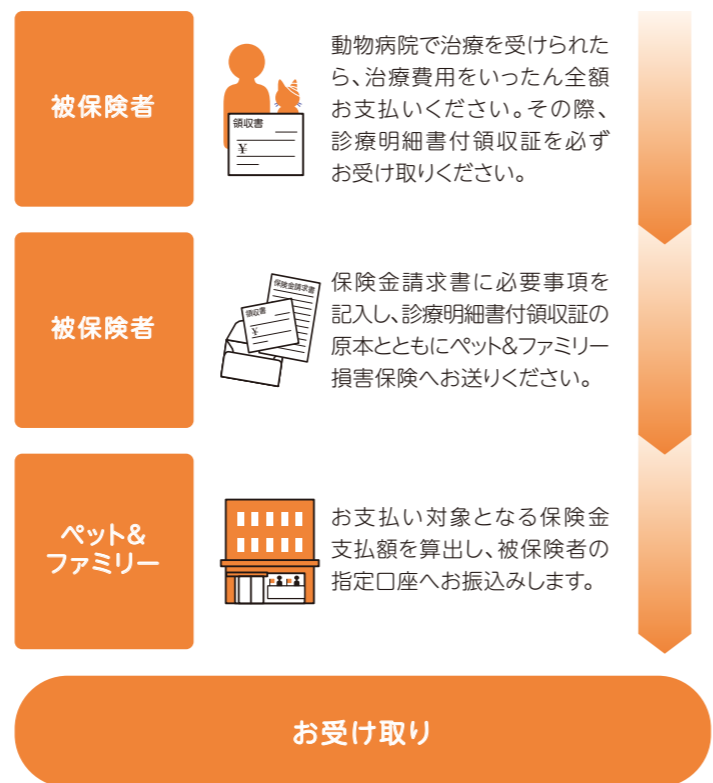 被保険者
領収書
¥
動物病院で治療を受けられた
ら、治療費用をいったん全額
お支払いください。その際、
診療明細書付領収証を必ず
お受け取りください。
被保険者
保険金請求書
領収書
¥
保険金請求書に必要事項を
記入し、診療明細書付領収証の
原本とともにペット&ファミリー
損害保険へお送りください。
ペット&
ファミリー
お支払い対象となる保険金
支払額を算出し、被保険者の
指定口座へお振込みします。
お受け取り